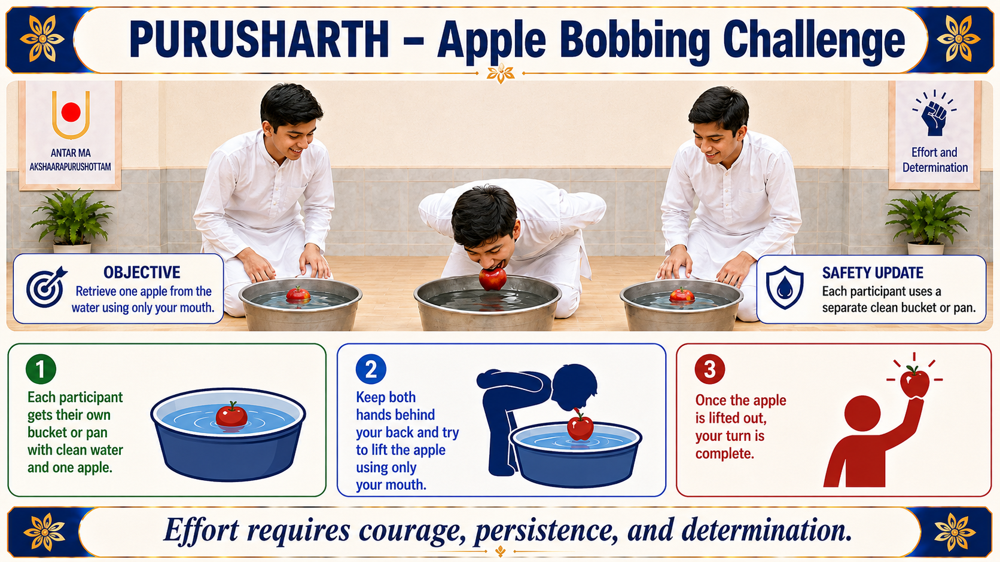 PURUSHARTH – Apple Bobbing Challenge
ANTAR MA
AKSHAARAPURUSHOTTAM
Effort and
Determination
OBJECTIVE
Retrieve one apple from the
water using only your mouth.
SAFETY UPDATE
Each participant uses a
separate clean bucket or pan.
1
Each participant
gets their own
bucket or pan
with clean water
and one apple.
2
Keep both
hands behind
your back and try
to lift the apple
using only
your mouth.
3
Once the apple
is lifted out,
your turn is
complete.
Effort requires courage, persistence, and determination.